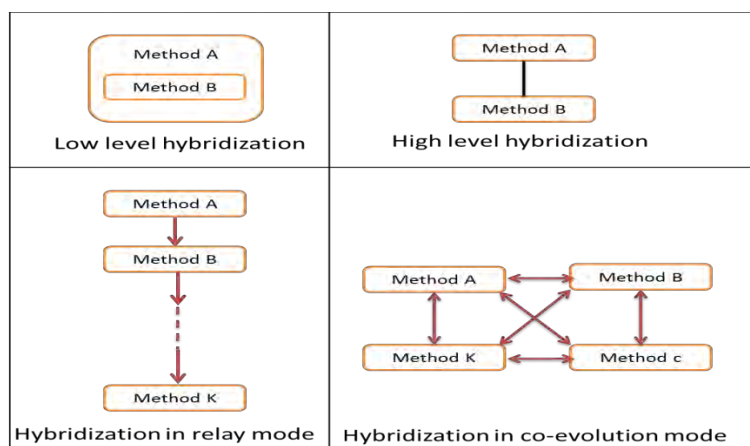 Method A
Method B
Low level hybridization
Method A
Method B
High level hybridization
Method A
Method B
Method K
Hybridization in relay mode
Method A
Method B
Method K
Method c
Hybridization in co-evolution mode